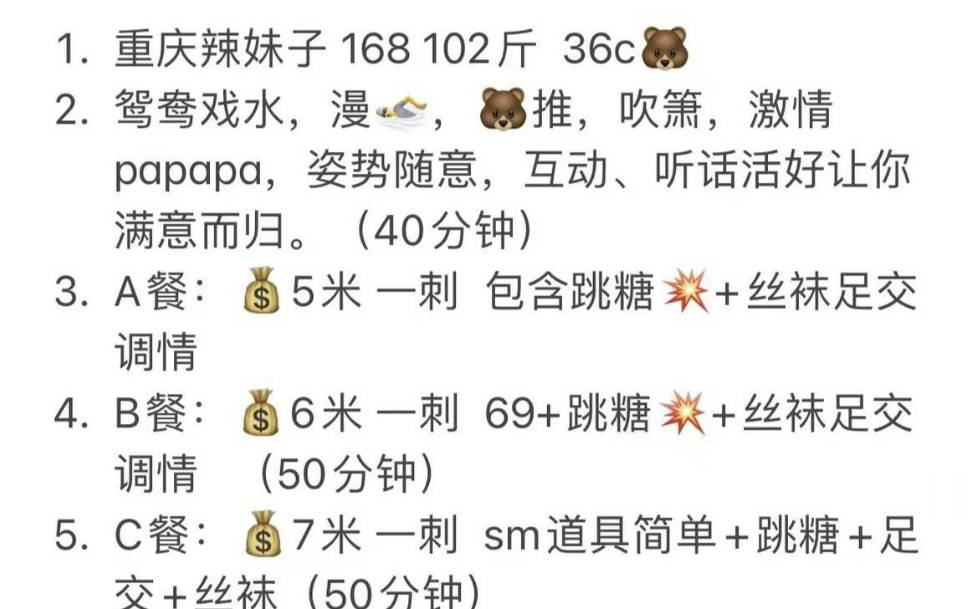 1. 重庆辣妹子 168 102斤 36c🐻
2. 鸳鸯戏水，漫🏊，🐻推，吹箫，激情
papapa，姿势随意，互动、听话活好让你
满意而归。（40分钟）
3. A餐：💰5米 一刺 包含跳糖💥+丝袜足交
调情
4. B餐：💰6米 一刺 69+跳糖💥+丝袜足交
调情 （50分钟）
5. C餐：💰7米 一刺 sm道具简单+跳糖+足
交+丝袜（50分钟）